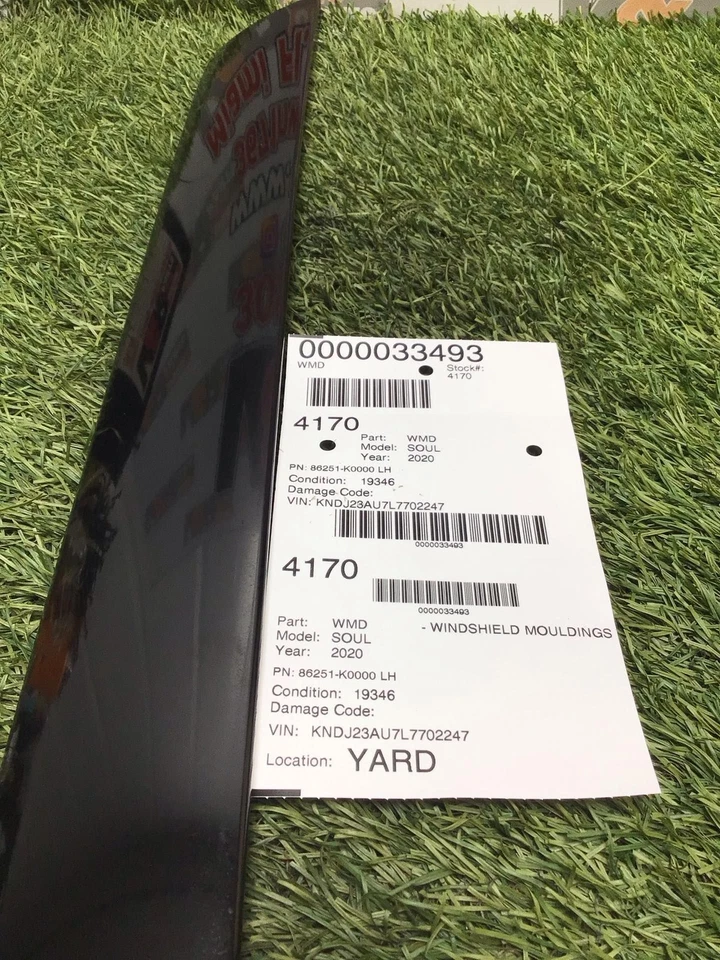 0000033493
WMD
Stock#:
4170
4170
Part: WMD
Model: SOUL
Year: 2020
PN: 86251-K0000 LH
Condition: 19346
Damage Code:
VIN: KNDJ23AU7L7702247
0000033493
4170
0000033493
Part: WMD - WINDSHIELD MOULDINGS
Model: SOUL
Year: 2020
PN: 86251-K0000 LH
Condition: 19346
Damage Code:
VIN: KNDJ23AU7L7702247
Location: YARD